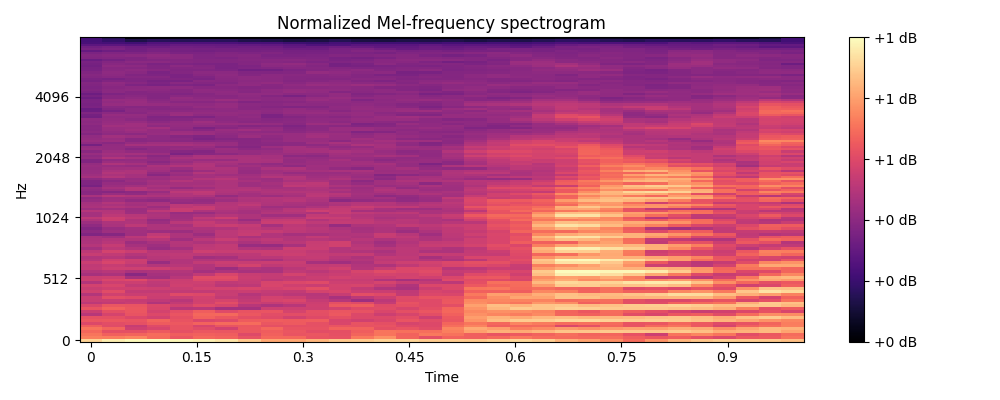 Normalized Mel-frequency spectrogram
Hz
4096
2048
1024
512
0
0 0.15 0.3 0.45 0.6 0.75 0.9
Time
+1 dB
+1 dB
+1 dB
+0 dB
+0 dB
+0 dB